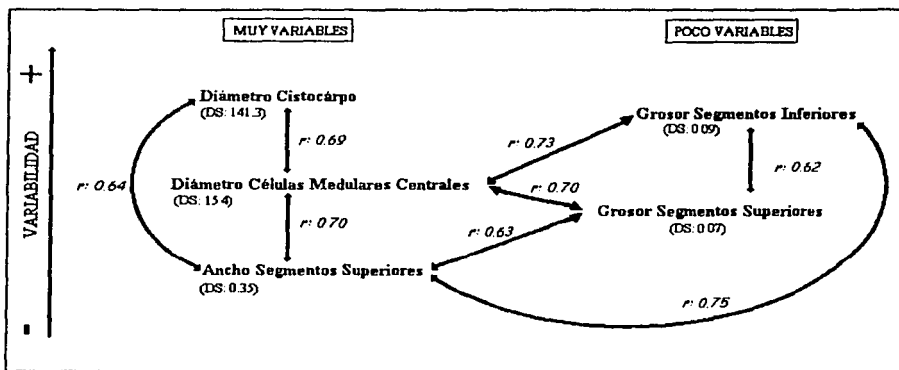 MUY VARIABLES
POCO VARIABLES
+
VARIABILIDAD
-
Diámetro Cistocárpo
(DS: 141.3)
r: 0.69
r: 0.64
Diámetro Células Medulares Centrales
(DS: 15.4)
r: 0.70
Ancho Segmentos Superiores
(DS: 0.35)
Grosor Segmentos Inferiores
(DS: 0.09)
r: 0.73
r: 0.62
r: 0.70
Grosor Segmentos Superiores
(DS: 0.07)
r: 0.63
r: 0.75